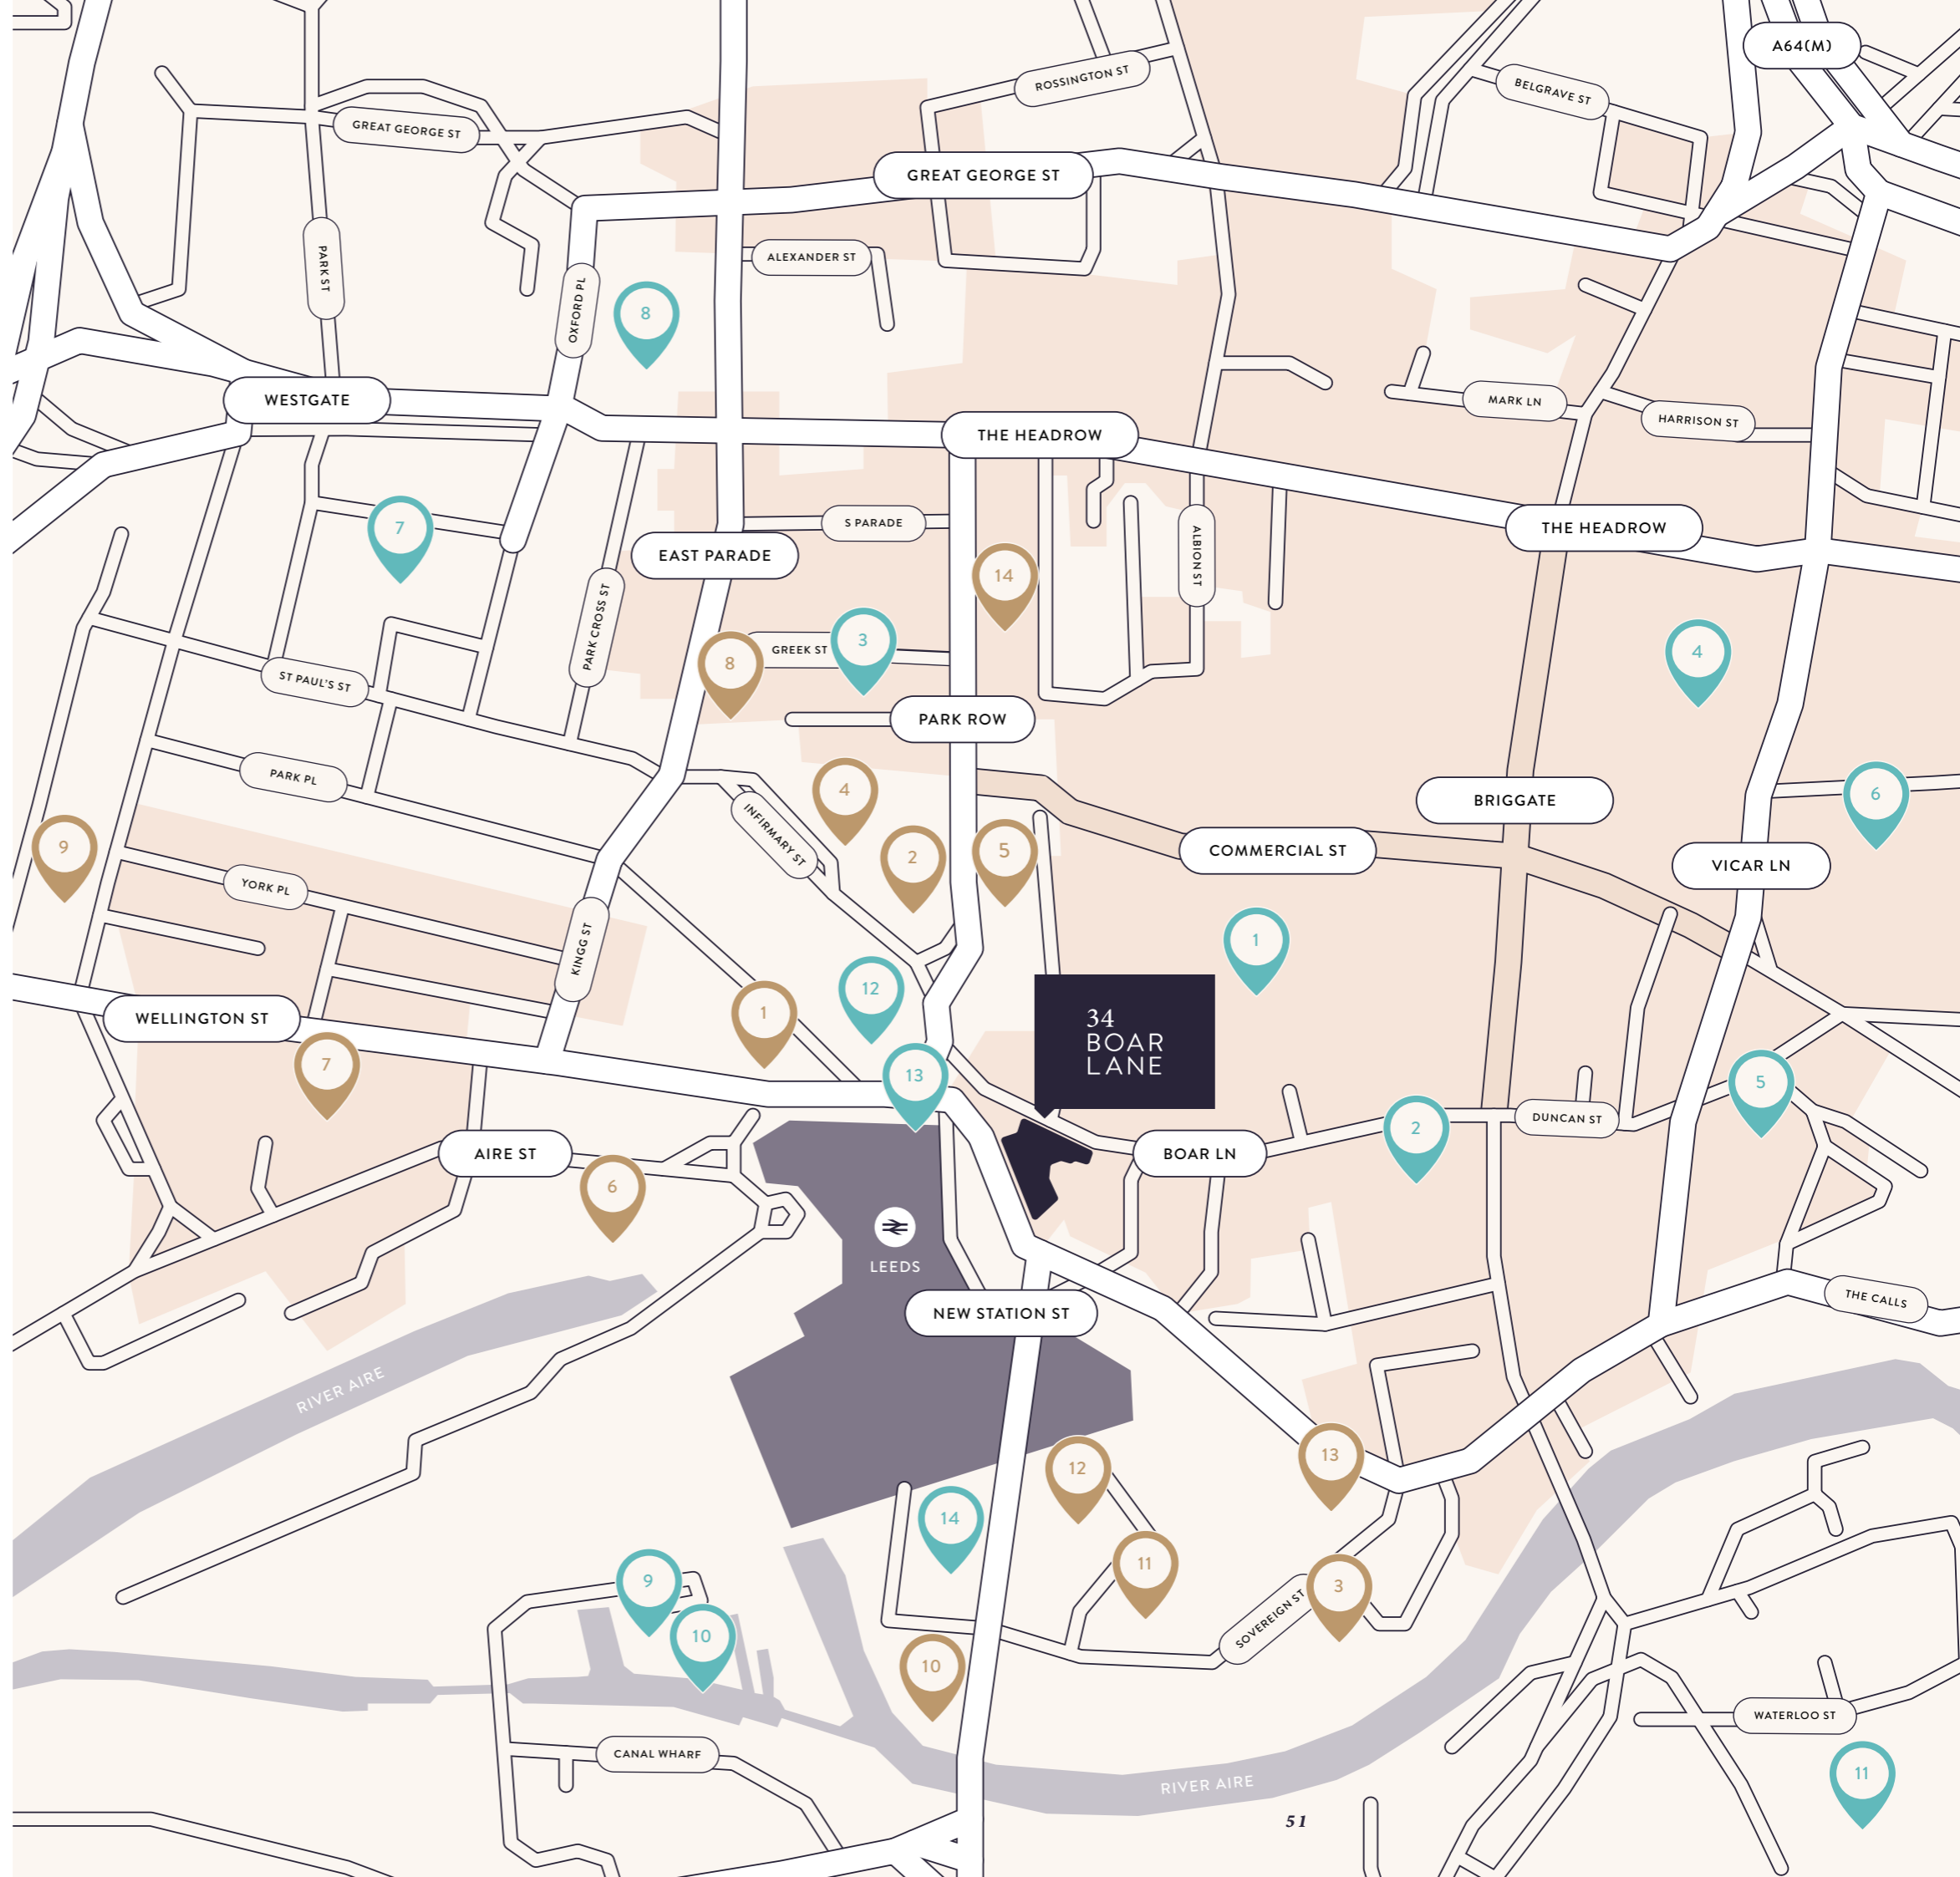 A64(M)
ROSSINGTON ST
BELGRAVE ST
GREAT GEORGE ST
GREAT GEORGE ST
PARK ST
ALEXANDER ST
OXFORD PL
8
WESTGATE
MARK LN
HARRISON ST
THE HEADROW
7
S PARADE
THE HEADROW
EAST PARADE
ALBION ST
14
PARK CROSS ST
GREEK ST
3
8
4
ST PAUL'S ST
PARK ROW
PARK PL
4
INFIRMARY ST
6
BRIGGATE
9
2
5
COMMERCIAL ST
VICAR LN
YORK PL
KINGG ST
1
12
WELLINGTON ST
1
34
BOAR
LANE
7
13
5
DUNCAN ST
2
AIRE ST
BOAR LN
6
LEEDS
THE CALLS
NEW STATION ST
RIVER AIRE
13
12
14
11
9
3
SOVEREIGN ST
10
10
WATERLOO ST
CANAL WHARF
11
RIVER AIRE
51